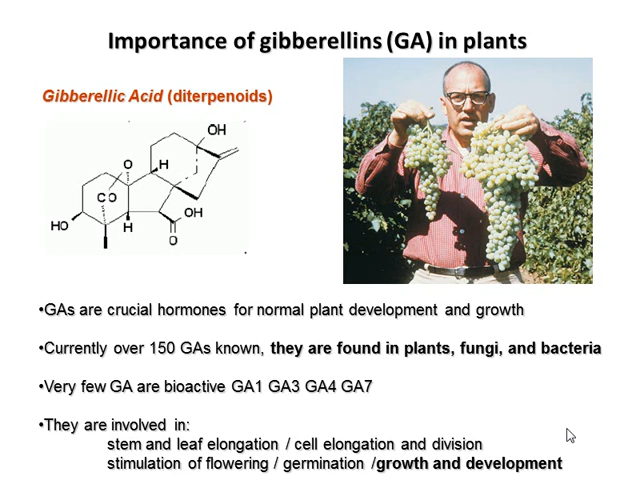 Importance of gibberellins (GA) in plants
Gibberellic Acid (diterpenoids)
OH
O
H
CO
OH
HO
H
O
•GAs are crucial hormones for normal plant development and growth
•Currently over 150 GAs known, they are found in plants, fungi, and bacteria
•Very few GA are bioactive GA1 GA3 GA4 GA7
•They are involved in:
stem and leaf elongation / cell elongation and division
stimulation of flowering / germination /growth and development